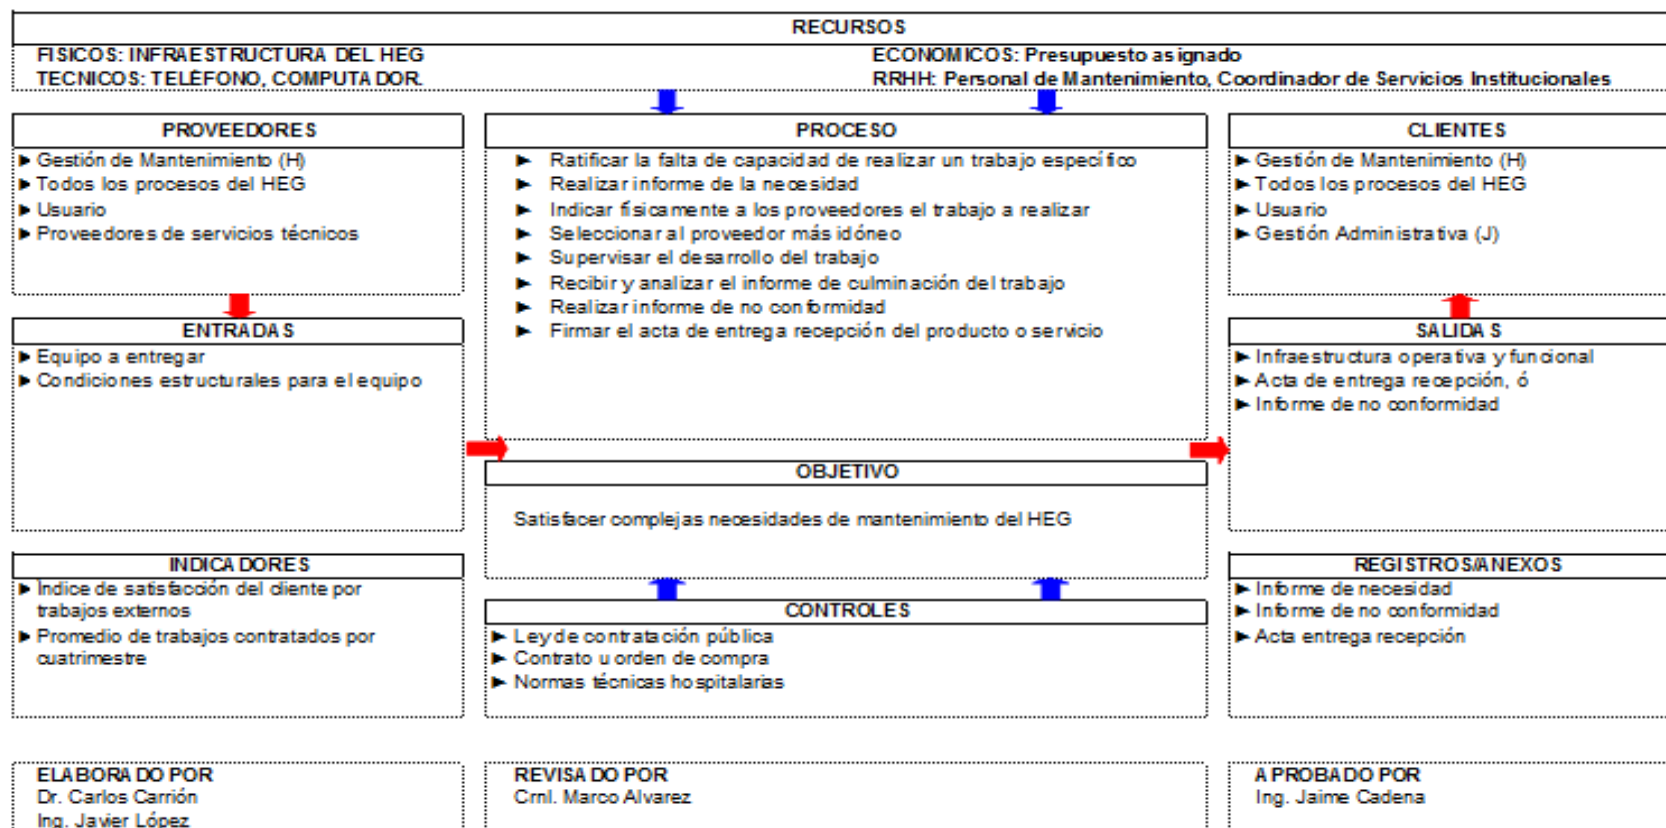 RECURSOS
FISICOS: INFRAESTRUCTURA DEL HEG
ECONOMICOS: Presupuesto asignado
TECNICOS: TELÉFONO, COMPUTADOR.
RRHH: Personal de Mantenimiento, Coordinador de Servicios Institucionales
PROVEEDORES
► Gestión de Mantenimiento (H)
► Todos los procesos del HEG
► Usuario
► Proveedores de servicios técnicos
PROCESO
► Ratificar la falta de capacidad de realizar un trabajo específico
► Realizar informe de la necesidad
► Indicar físicamente a los proveedores el trabajo a realizar
► Seleccionar al proveedor más idóneo
► Supervisar el desarrollo del trabajo
► Recibir y analizar el informe de culminación del trabajo
► Realizar informe de no conformidad
► Firmar el acta de entrega recepción del producto o servicio
CLIENTES
► Gestión de Mantenimiento (H)
► Todos los procesos del HEG
► Usuario
► Gestión Administrativa (J)
ENTRADAS
► Equipo a entregar
► Condiciones estructurales para el equipo
SALIDAS
► Infraestructura operativa y funcional
► Acta de entrega recepción, ó
► Informe de no conformidad
OBJETIVO
Satisfacer complejas necesidades de mantenimiento del HEG
INDICADORES
► Indice de satisfacción del cliente por
trabajos externos
► Promedio de trabajos contratados por
cuatrimestre
CONTROLES
► Ley de contratación pública
► Contrato u orden de compra
► Normas técnicas hospitalarias
REGISTROS/ANEXOS
► Informe de necesidad
► Informe de no conformidad
► Acta entrega recepción
ELABORADO POR
Dr. Carlos Carrión
Ing. Javier López
REVISADO POR
Crnl. Marco Alvarez
APROBADO POR
Ing. Jaime Cadena